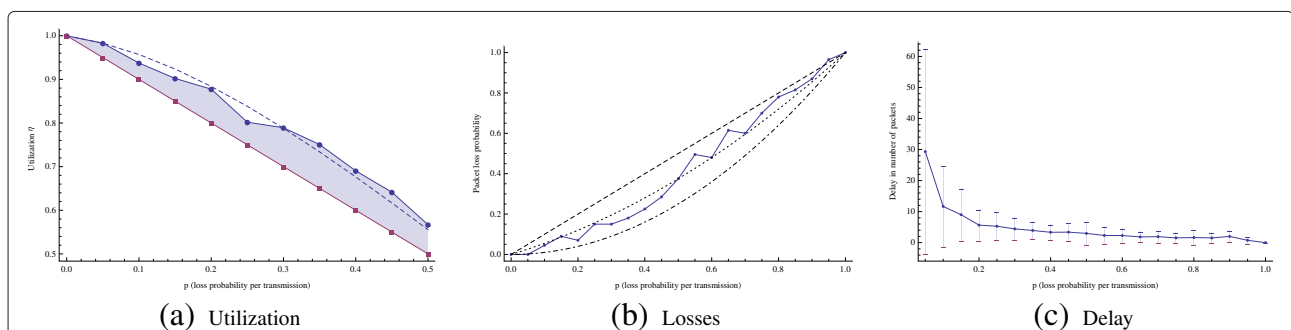 1.0
0.9
0.8
0.7
0.6
0.5
Utilization η
0.0 0.1 0.2 0.3 0.4 0.5
p (loss probability per transmission)
(a) Utilization
1.0
0.8
0.6
0.4
0.2
0.0
Packet loss probability
0.0 0.2 0.4 0.6 0.8 1.0
p (loss probability per transmission)
(b) Losses
60
50
40
30
20
10
0
Delay in number of packets
0.2 0.4 0.6 0.8 1.0
p (loss probability per transmission)
(c) Delay